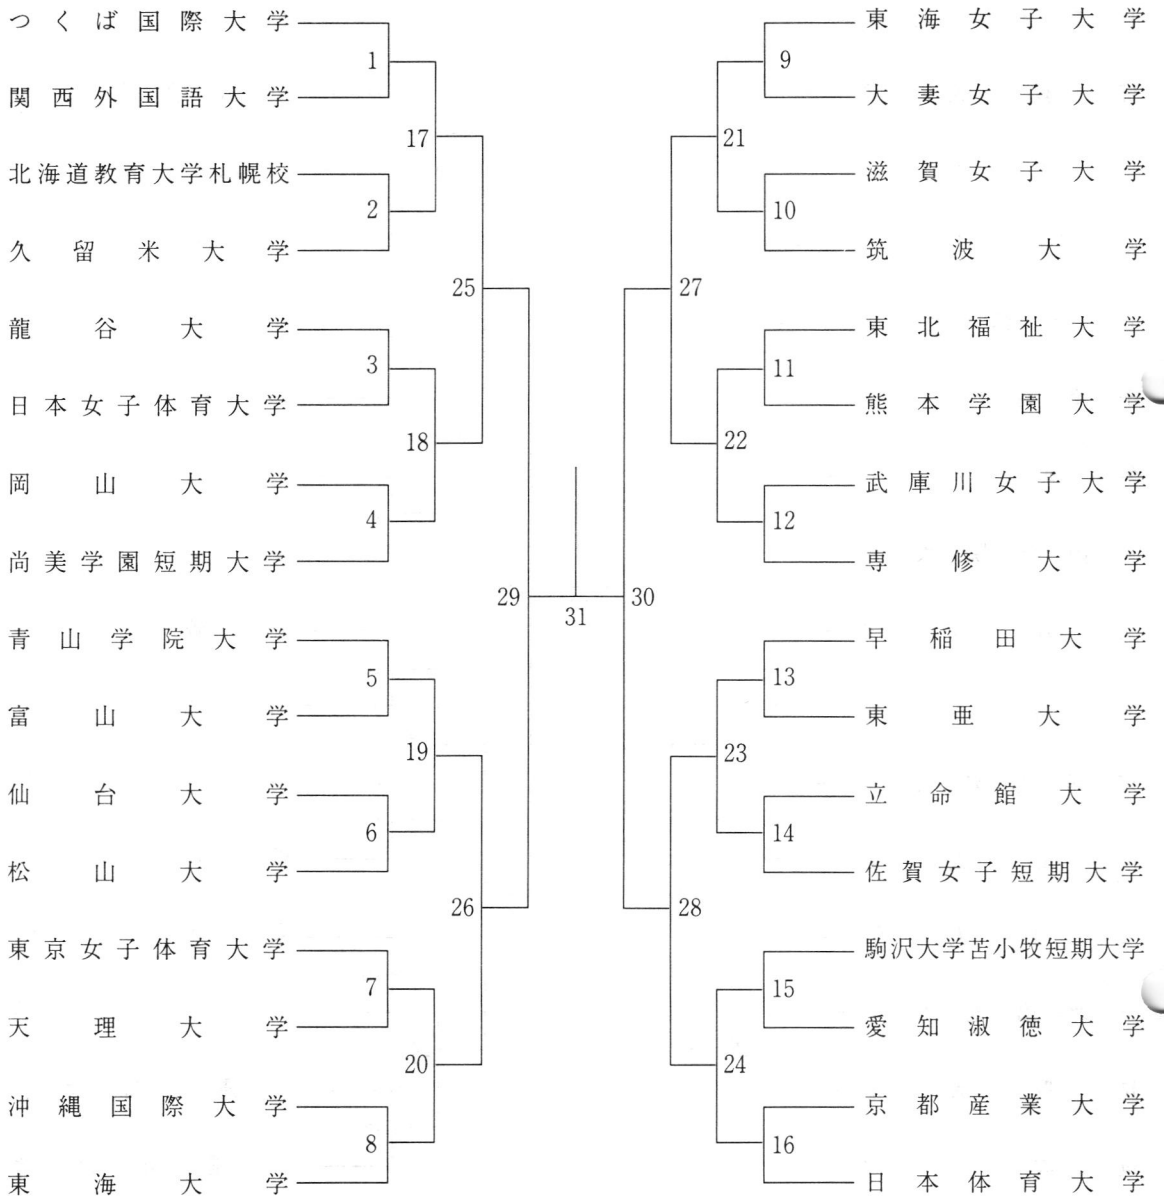 つくば国際大学
1
関西外国語大学
17
北海道教育大学札幌校
2
久留米大学
25
龍谷大学
3
日本女子体育大学
18
岡山大学
4
尚美学園短期大学
29
青山学院大学
5
富山大学
19
仙台大学
6
松山大学
26
東京女子体育大学
7
天理大学
20
沖縄国際大学
8
東海大学
31
東海女子大学
9
大妻女子大学
21
滋賀女子大学
10
筑波大学
27
東北福祉大学
11
熊本学園大学
22
武庫川女子大学
12
専修大学
30
早稲田大学
13
東亜大学
23
立命館大学
14
佐賀女子短期大学
28
駒沢大学苫小牧短期大学
15
愛知淑徳大学
24
京都産業大学
16
日本体育大学